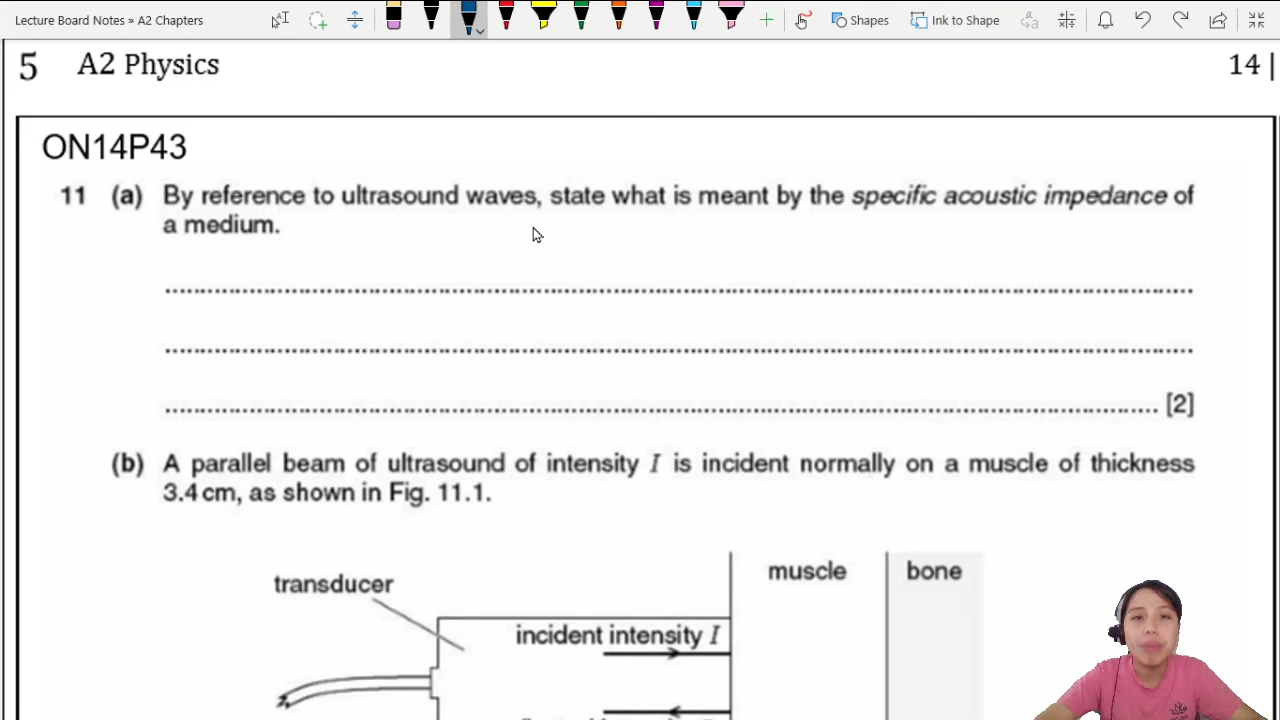 Lecture Board Notes » A2 Chapters
Shapes
Ink to Shape
5 A2 Physics 14 |
ON14P43
11 (a) By reference to ultrasound waves, state what is meant by the specific acoustic impedance of
a medium.
[2]
(b) A parallel beam of ultrasound of intensity I is incident normally on a muscle of thickness
3.4 cm, as shown in Fig. 11.1.
muscle bone
transducer
incident intensity I